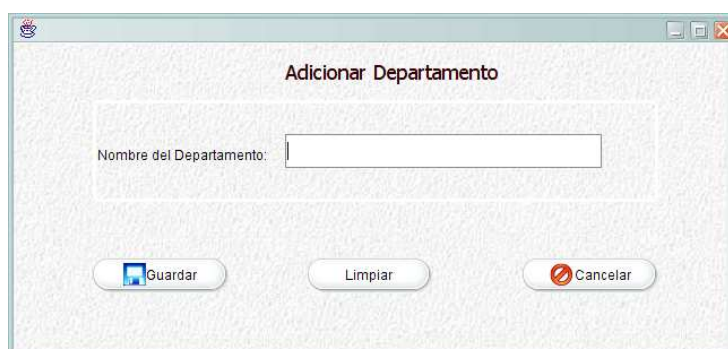 Adicionar Departamento
Nombre del Departamento:
Guardar
Limpiar
Cancelar